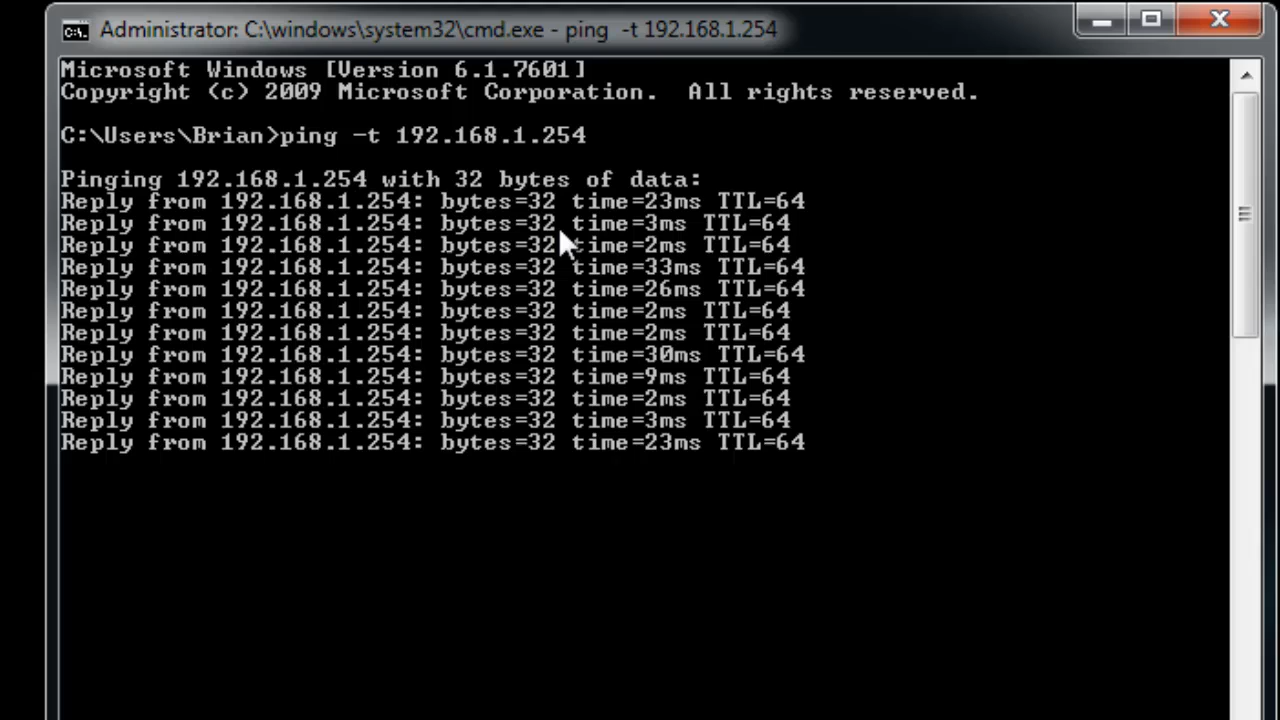 Administrator: C:\windows\system32\cmd.exe - ping  -t 192.168.1.254
Microsoft Windows [Version 6.1.7601]
Copyright (c) 2009 Microsoft Corporation.  All rights reserved.
C:\Users\Brian>ping -t 192.168.1.254
Pinging 192.168.1.254 with 32 bytes of data:
Reply from 192.168.1.254: bytes=32 time=23ms TTL=64
Reply from 192.168.1.254: bytes=32 time=3ms TTL=64
Reply from 192.168.1.254: bytes=32 time=2ms TTL=64
Reply from 192.168.1.254: bytes=32 time=33ms TTL=64
Reply from 192.168.1.254: bytes=32 time=26ms TTL=64
Reply from 192.168.1.254: bytes=32 time=2ms TTL=64
Reply from 192.168.1.254: bytes=32 time=2ms TTL=64
Reply from 192.168.1.254: bytes=32 time=30ms TTL=64
Reply from 192.168.1.254: bytes=32 time=9ms TTL=64
Reply from 192.168.1.254: bytes=32 time=2ms TTL=64
Reply from 192.168.1.254: bytes=32 time=3ms TTL=64
Reply from 192.168.1.254: bytes=32 time=23ms TTL=64